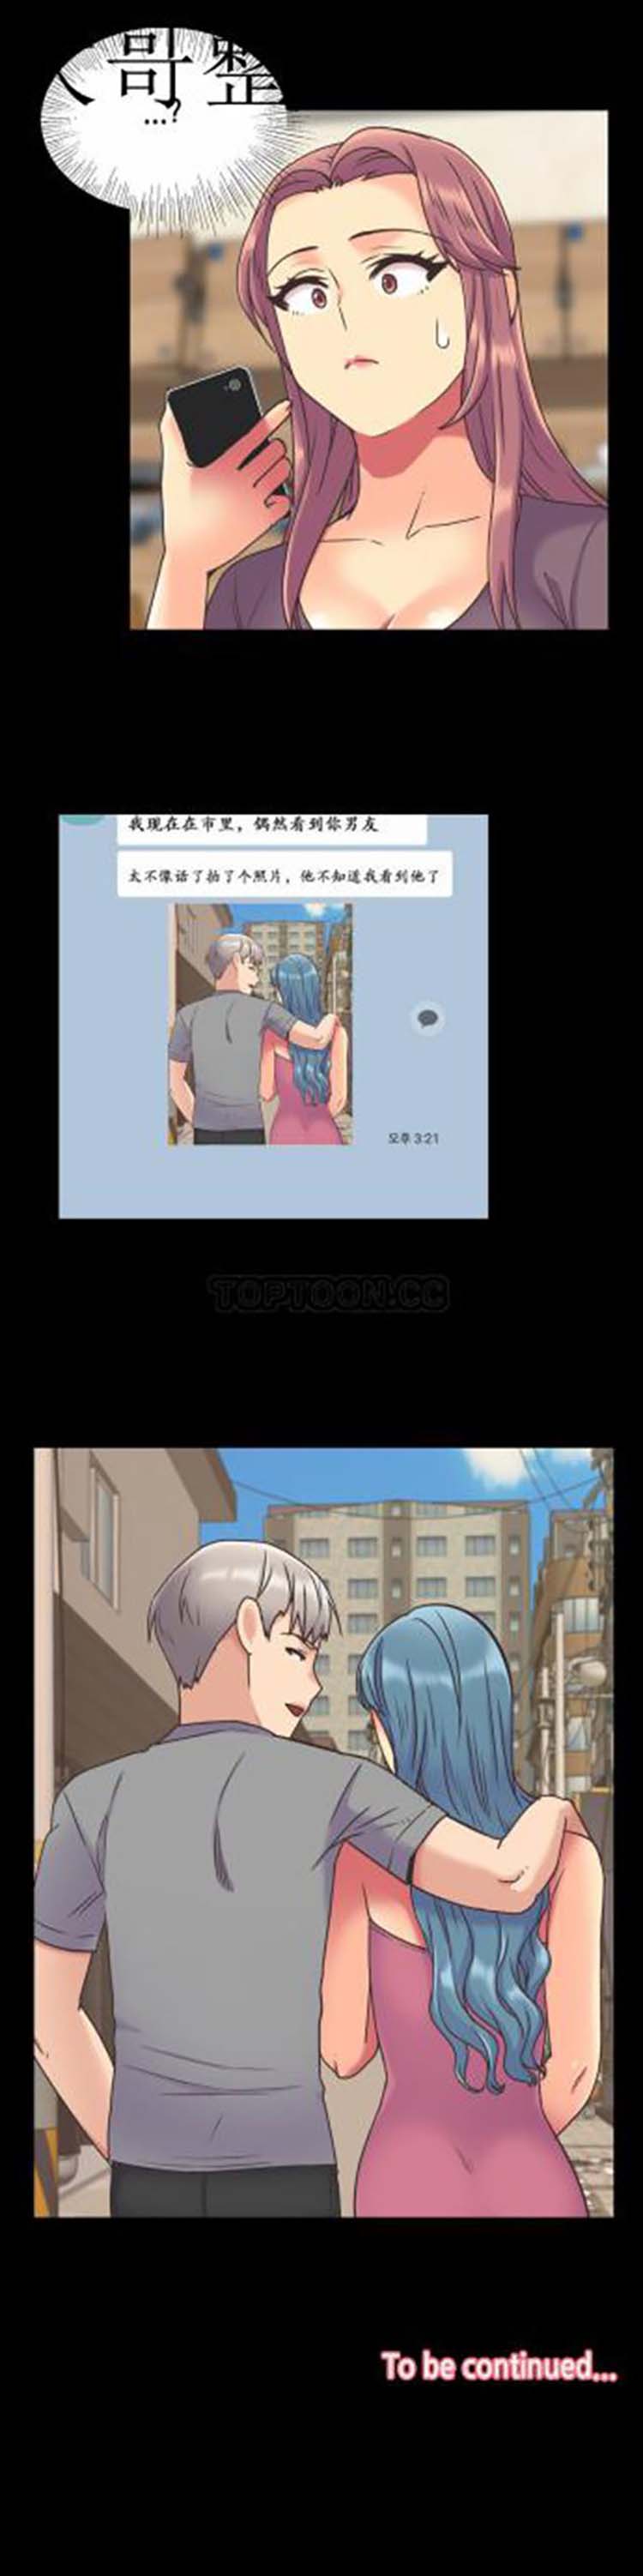 哥整
...?
我现在在市里，偶然看到你男友
太不像话了拍了个照片，他不知道我看到他了
오후 3:21
TOPTOON.CC
To be continued...